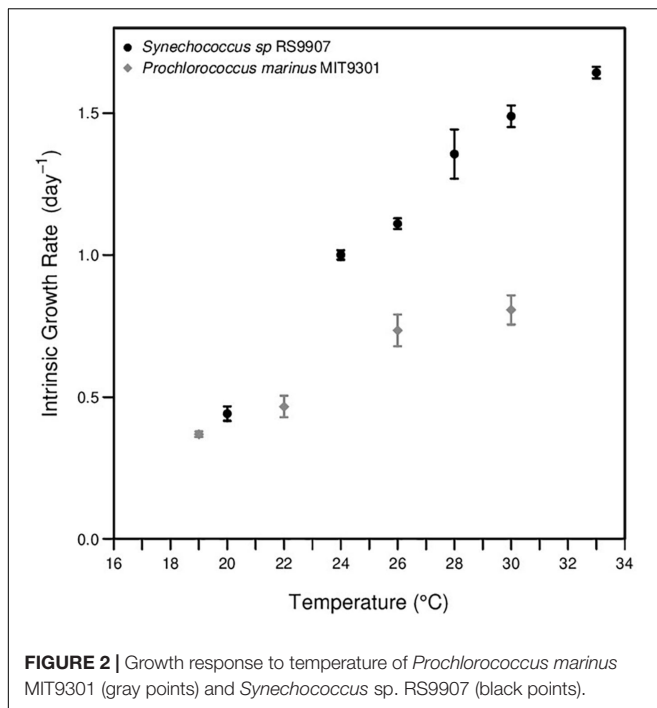 Synechococcus sp RS9907
Prochlorococcus marinus MIT9301
Intrinsic Growth Rate (day⁻¹)
1.5
1.0
0.5
0.0
16 18 20 22 24 26 28 30 32 34
Temperature (°C)
FIGURE 2 | Growth response to temperature of Prochlorococcus marinus
MIT9301 (gray points) and Synechococcus sp. RS9907 (black points).